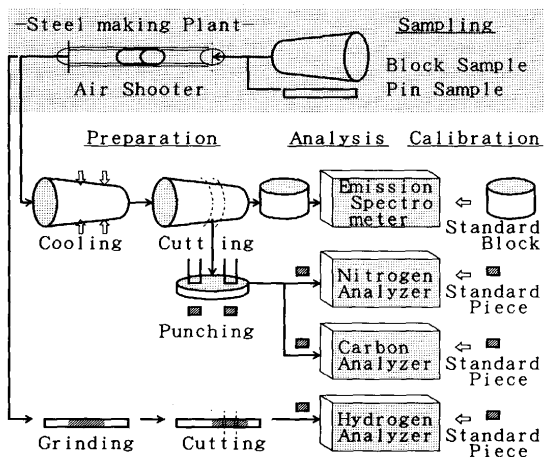 —Steel making Plant—
Sampling
Block Sample
Air Shooter
Pin Sample
Preparation
Analysis
Calibration
Emission
Spectro
meter
Cooling
Cuttling
Standard
Block
Nitrogen
Analyzer
Standard
Piece
Punching
Carbon
Analyzer
Standard
Piece
Hydrogen
Analyzer
Grinding
Cutting
Standard
Piece